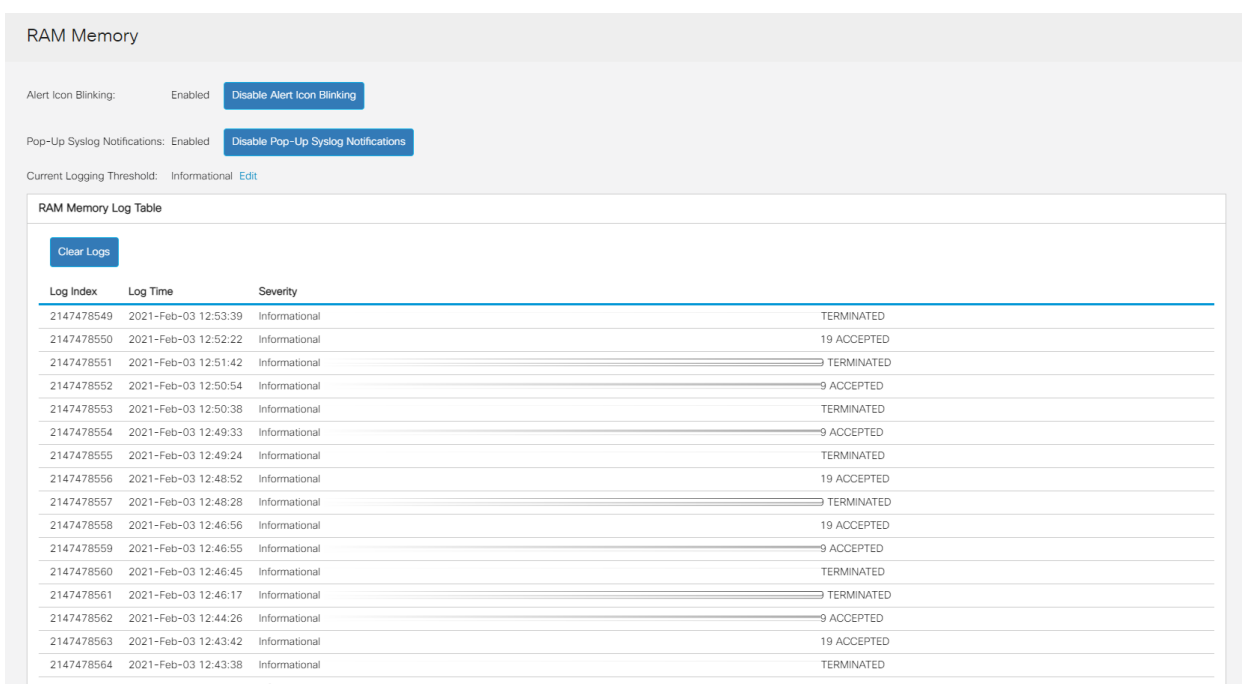 RAM Memory
Alert Icon Blinking: Enabled Disable Alert Icon Blinking
Pop-Up Syslog Notifications: Enabled Disable Pop-Up Syslog Notifications
Current Logging Threshold: Informational Edit
RAM Memory Log Table
Clear Logs
Log Index Log Time Severity
2147478549 2021-Feb-03 12:53:39 Informational TERMINATED
2147478550 2021-Feb-03 12:52:22 Informational 19 ACCEPTED
2147478551 2021-Feb-03 12:51:42 Informational TERMINATED
2147478552 2021-Feb-03 12:50:54 Informational 9 ACCEPTED
2147478553 2021-Feb-03 12:50:38 Informational TERMINATED
2147478554 2021-Feb-03 12:49:33 Informational 9 ACCEPTED
2147478555 2021-Feb-03 12:49:24 Informational TERMINATED
2147478556 2021-Feb-03 12:48:52 Informational 19 ACCEPTED
2147478557 2021-Feb-03 12:48:28 Informational TERMINATED
2147478558 2021-Feb-03 12:46:56 Informational 19 ACCEPTED
2147478559 2021-Feb-03 12:46:55 Informational 9 ACCEPTED
2147478560 2021-Feb-03 12:46:45 Informational TERMINATED
2147478561 2021-Feb-03 12:46:17 Informational TERMINATED
2147478562 2021-Feb-03 12:44:26 Informational 9 ACCEPTED
2147478563 2021-Feb-03 12:43:42 Informational 19 ACCEPTED
2147478564 2021-Feb-03 12:43:38 Informational TERMINATED